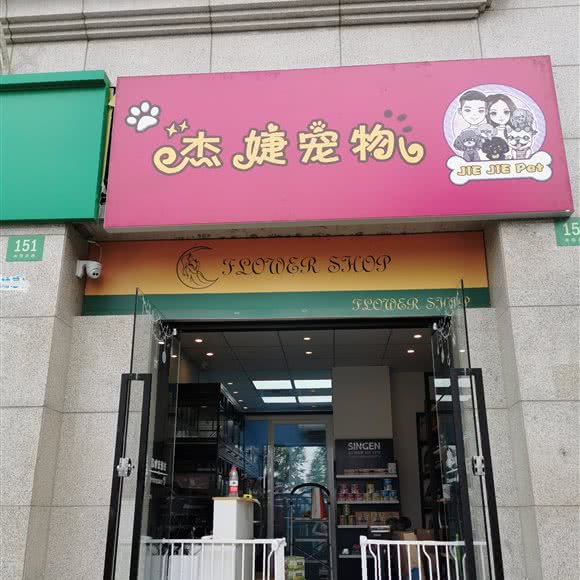 杰婕宠物
JIE JIE Pet
151
FLOWER SHOP
FLOWER SHOP
SINGEN